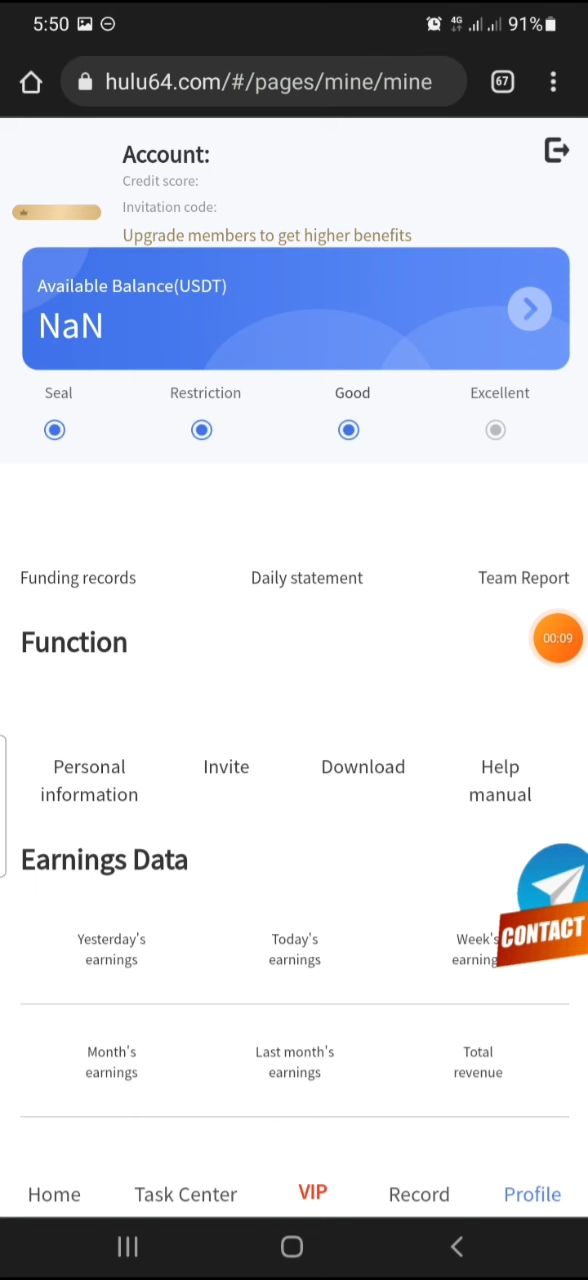 5:50
4G
91%
hulu64.com/#/pages/mine/mine
67
Account:
Credit score:
Invitation code:
Upgrade members to get higher benefits
Available Balance(USDT)
NaN
Seal Restriction Good Excellent
Funding records Daily statement Team Report
Function
00:09
Personal information
Invite
Download
Help manual
Earnings Data
CONTACT
Yesterday's earnings
Today's earnings
Week's earning
Month's earnings
Last month's earnings
Total revenue
Home Task Center VIP Record Profile